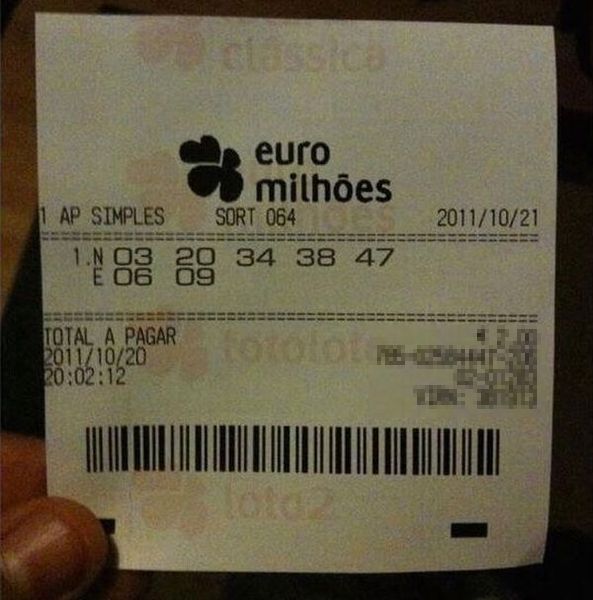 clássica
euro
milhões
1 AP SIMPLES SORT 064 2011/10/21
1.N 03 20 34 38 47
E 06 09
TOTAL A PAGAR
2011/10/20
20:02:12
totoloto
loto2